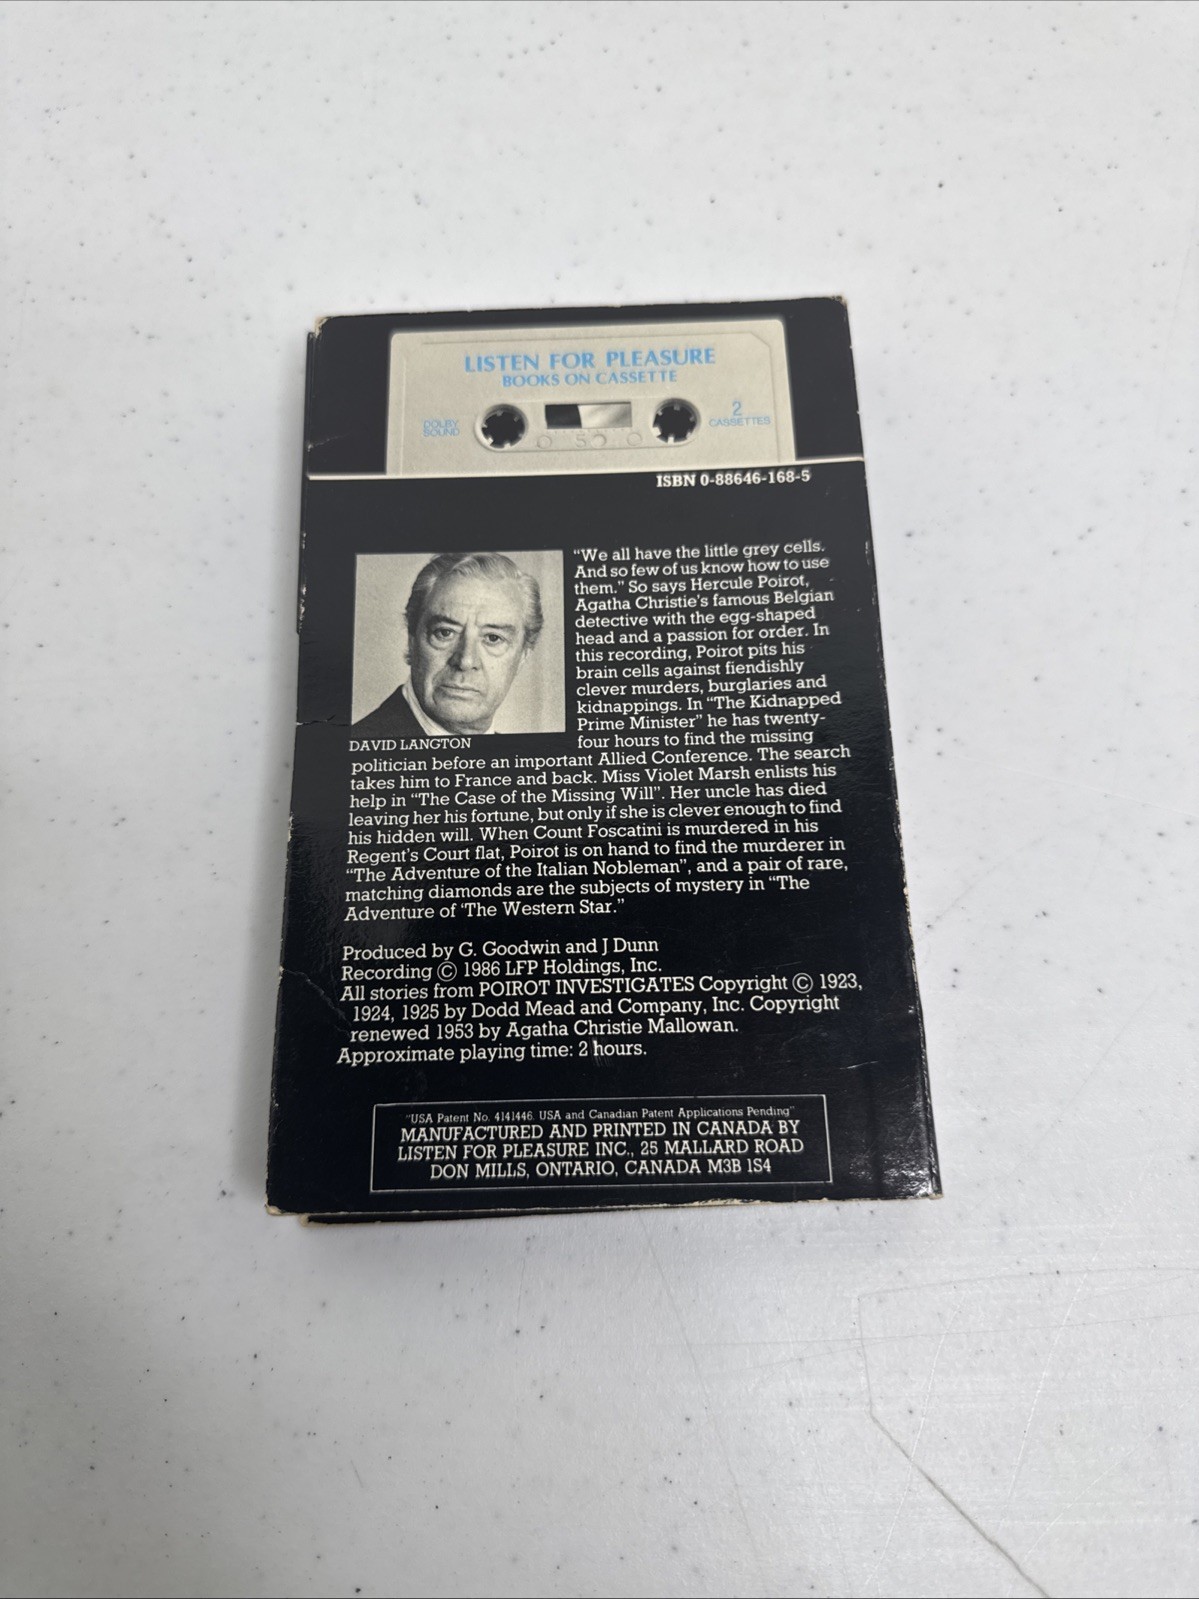 LISTEN FOR PLEASURE
BOOKS ON CASSETTE
DOLBY
SOUND
50
2
CASSETTES
ISBN 0-88646-168-5
"We all have the little grey cells.
And so few of us know how to use
them." So says Hercule Poirot,
Agatha Christie's famous Belgian
detective with the egg-shaped
head and a passion for order. In
this recording, Poirot pits his
brain cells against fiendishly
clever murders, burglaries and
kidnappings. In "The Kidnapped
Prime Minister" he has twenty-
four hours to find the missing
DAVID LANGTON
politician before an important Allied Conference. The search
takes him to France and back. Miss Violet Marsh enlists his
help in "The Case of the Missing Will". Her uncle has died
leaving her his fortune, but only if she is clever enough to find
his hidden will. When Count Foscatini is murdered in his
Regent's Court flat, Poirot is on hand to find the murderer in
"The Adventure of the Italian Nobleman", and a pair of rare,
matching diamonds are the subjects of mystery in "The
Adventure of 'The Western Star."
Produced by G. Goodwin and J Dunn
Recording © 1986 LFP Holdings, Inc.
All stories from POIROT INVESTIGATES Copyright © 1923,
1924, 1925 by Dodd Mead and Company, Inc. Copyright
renewed 1953 by Agatha Christie Mallowan.
Approximate playing time: 2 hours.
"USA Patent No. 4141446. USA and Canadian Patent Applications Pending"
MANUFACTURED AND PRINTED IN CANADA BY
LISTEN FOR PLEASURE INC., 25 MALLARD ROAD
DON MILLS, ONTARIO, CANADA M3B 1S4